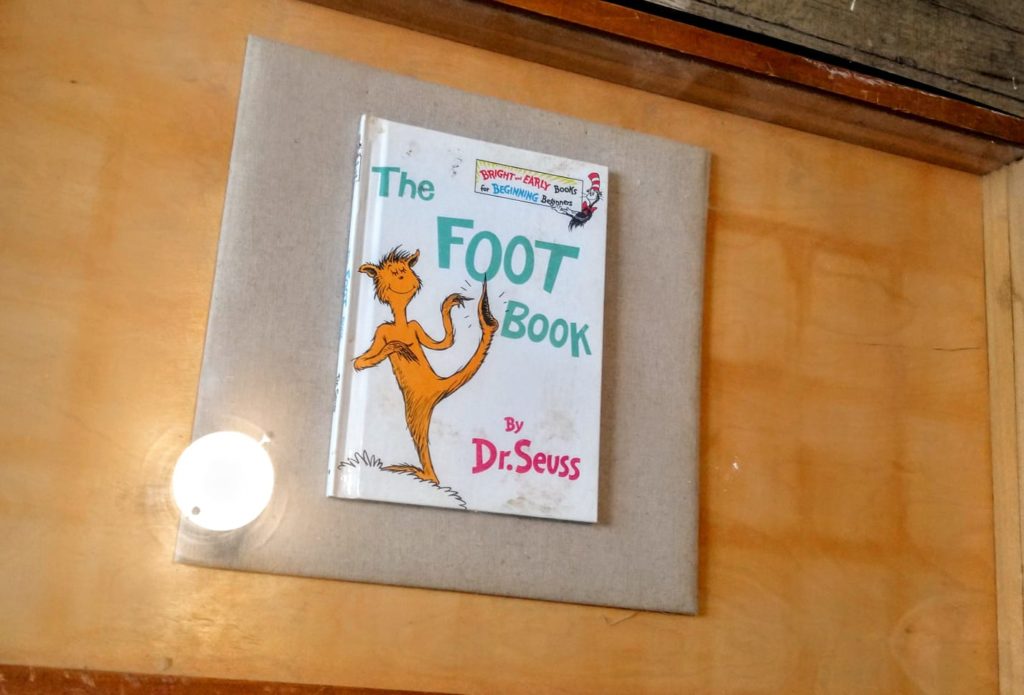 The
BRIGHT and EARLY BOOKS
for BEGINNING Beginners
FOOT
BOOK
By
Dr. Seuss